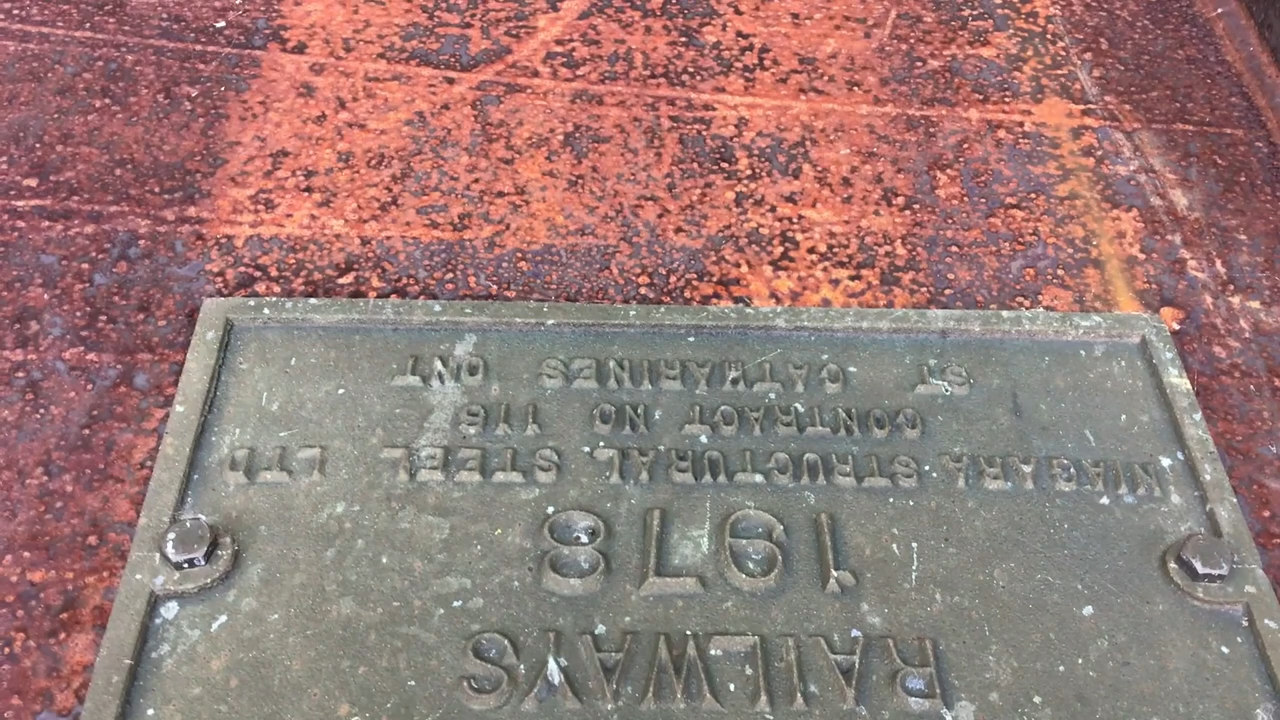 RAILWAYS
1978
NIAGARA STRUCTURAL STEEL LTD
CONTRACT NO 116
ST CATHARINES ONT